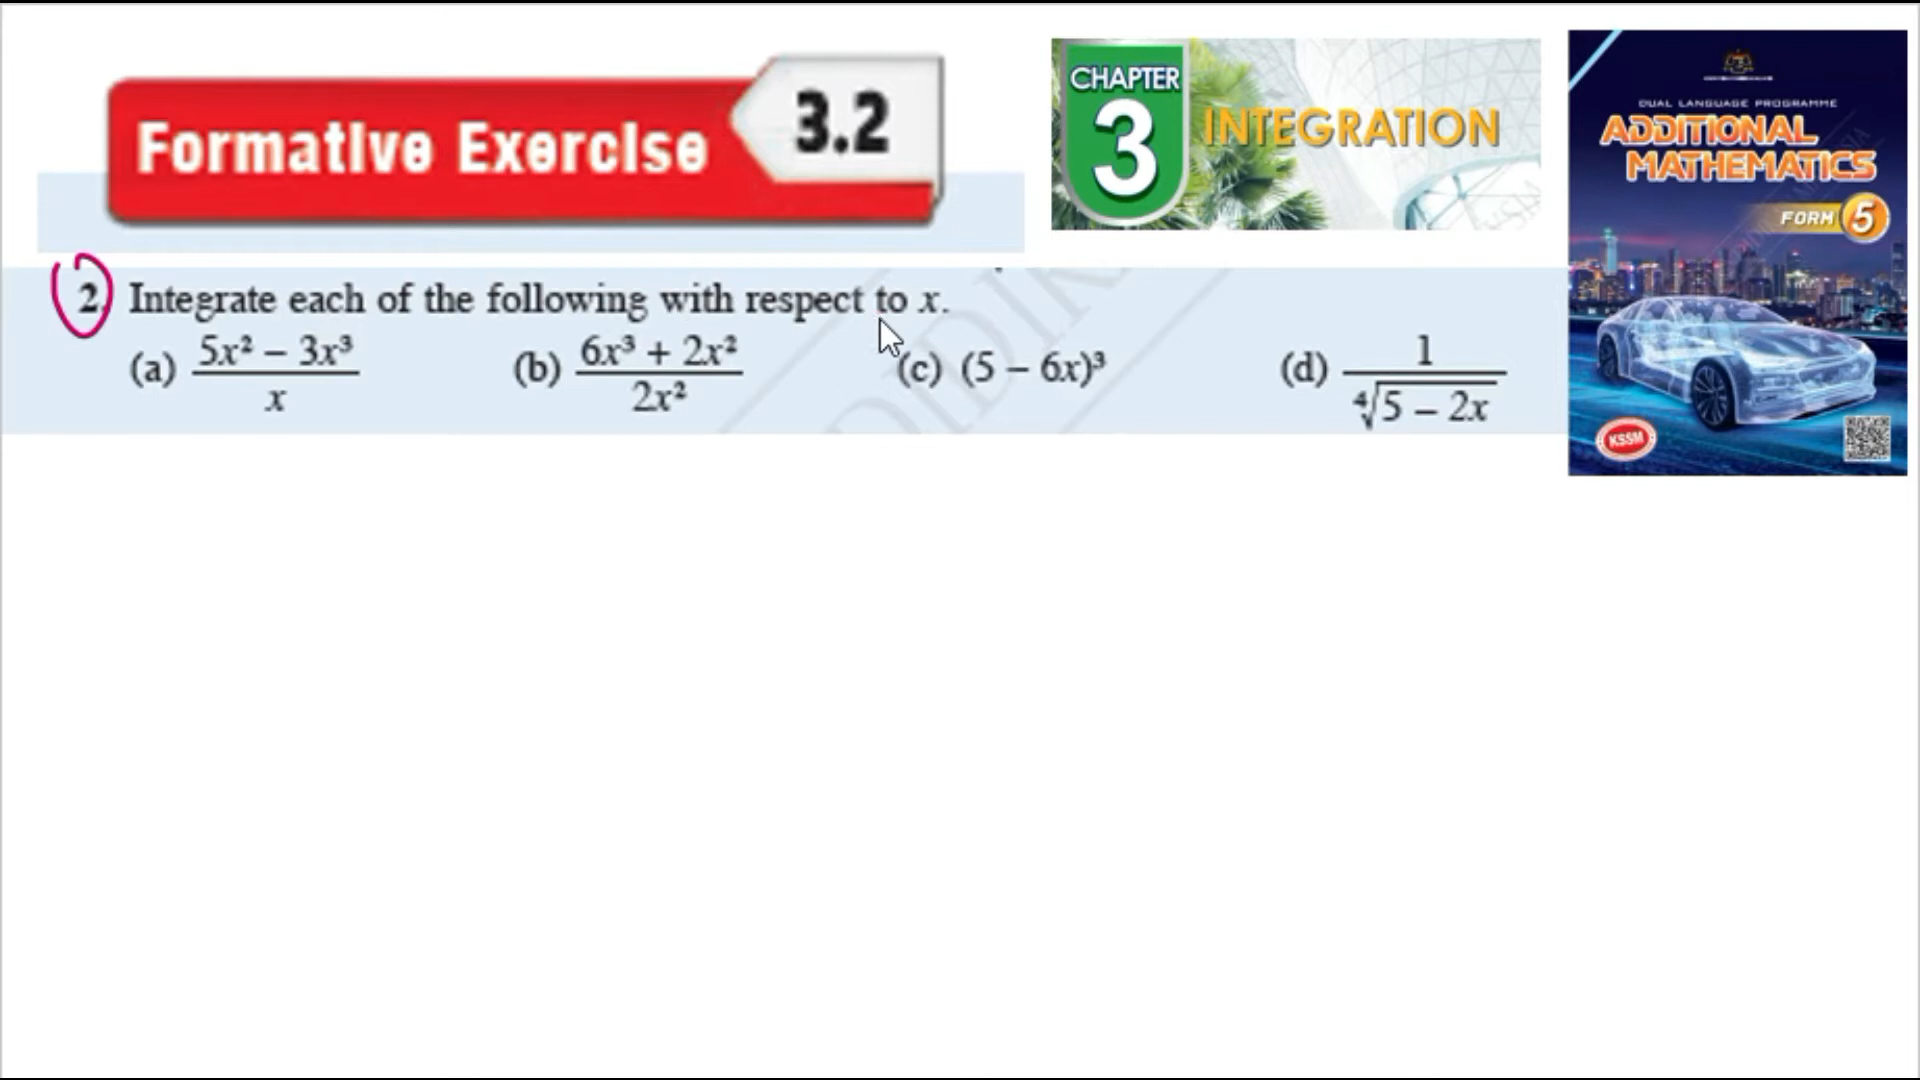 Formative Exercise 3.2
CHAPTER
3
INTEGRATION
DUAL LANGUAGE PROGRAMME
ADDITIONAL
MATHEMATICS
FORM 5
KSSM
2. Integrate each of the following with respect to x.
(a) (5x² – 3x³)/x (b) (6x³ + 2x²)/(2x²) (c) (5 – 6x)³ (d) 1/⁴√(5 – 2x)